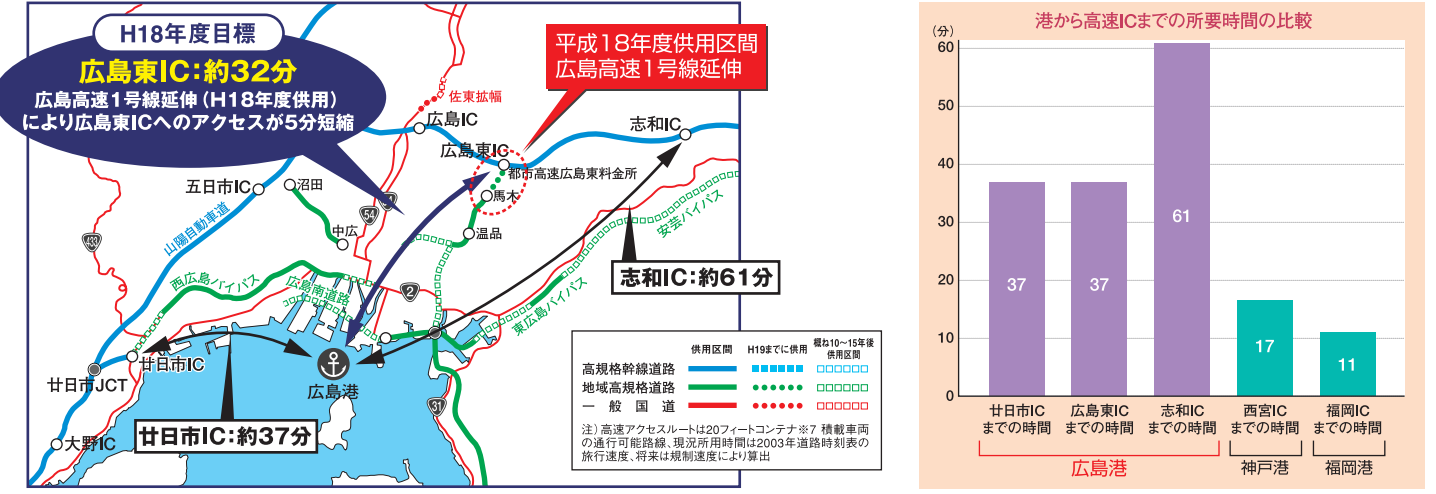 H18年度目標
広島東IC：約32分
広島高速1号線延伸（H18年度供用）
により広島東ICへのアクセスが5分短縮
平成18年度供用区間
広島高速1号線延伸
佐東拡幅
広島IC
志和IC
広島東IC
都市高速広島東料金所
五日市IC
沼田
馬木
54
安芸バイパス
山陽自動車道
中広
温品
433
志和IC：約61分
西広島バイパス
広島南道路
2
東広島バイパス
廿日市IC
廿日市JCT
広島港
31
大野IC
廿日市IC：約37分
供用区間
H19までに供用
概ね10～15年後
供用区間
高規格幹線道路
地域高規格道路
一般国道
注）高速アクセスルートは20フィートコンテナ※7 積載車両
の通行可能路線、現況所用時間は2003年道路時刻表の
旅行速度、将来は規制速度により算出
港から高速ICまでの所要時間の比較
（分）
60
50
40
30
20
10
0
37
37
61
17
11
廿日市IC
までの時間
広島東IC
までの時間
志和IC
までの時間
西宮IC
までの時間
福岡IC
までの時間
広島港
神戸港
福岡港